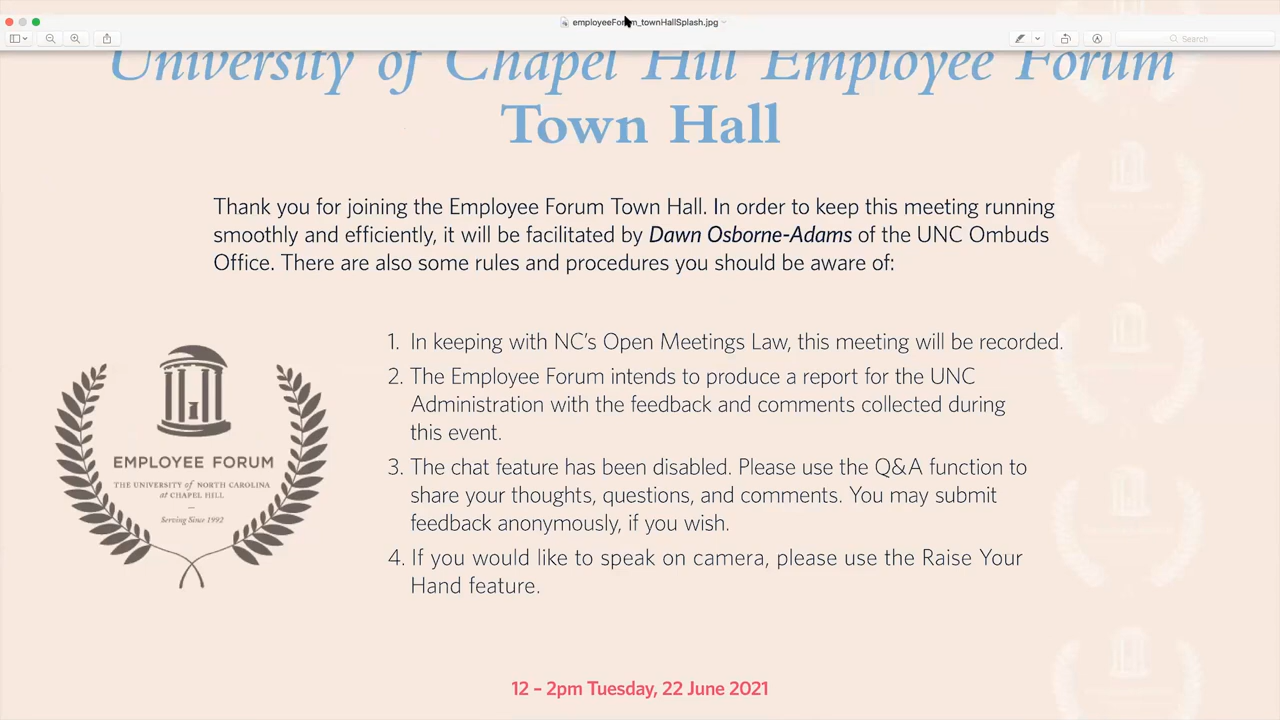 employeeForum_townHallSplash.jpg
Search
University of Chapel Hill Employee Forum
Town Hall
Thank you for joining the Employee Forum Town Hall. In order to keep this meeting running
smoothly and efficiently, it will be facilitated by Dawn Osborne-Adams of the UNC Ombuds
Office. There are also some rules and procedures you should be aware of:
1. In keeping with NC's Open Meetings Law, this meeting will be recorded.
2. The Employee Forum intends to produce a report for the UNC
Administration with the feedback and comments collected during
this event.
3. The chat feature has been disabled. Please use the Q&A function to
share your thoughts, questions, and comments. You may submit
feedback anonymously, if you wish.
4. If you would like to speak on camera, please use the Raise Your
Hand feature.
EMPLOYEE FORUM
THE UNIVERSITY of NORTH CAROLINA
at CHAPEL HILL
Serving Since 1992
12 – 2pm Tuesday, 22 June 2021